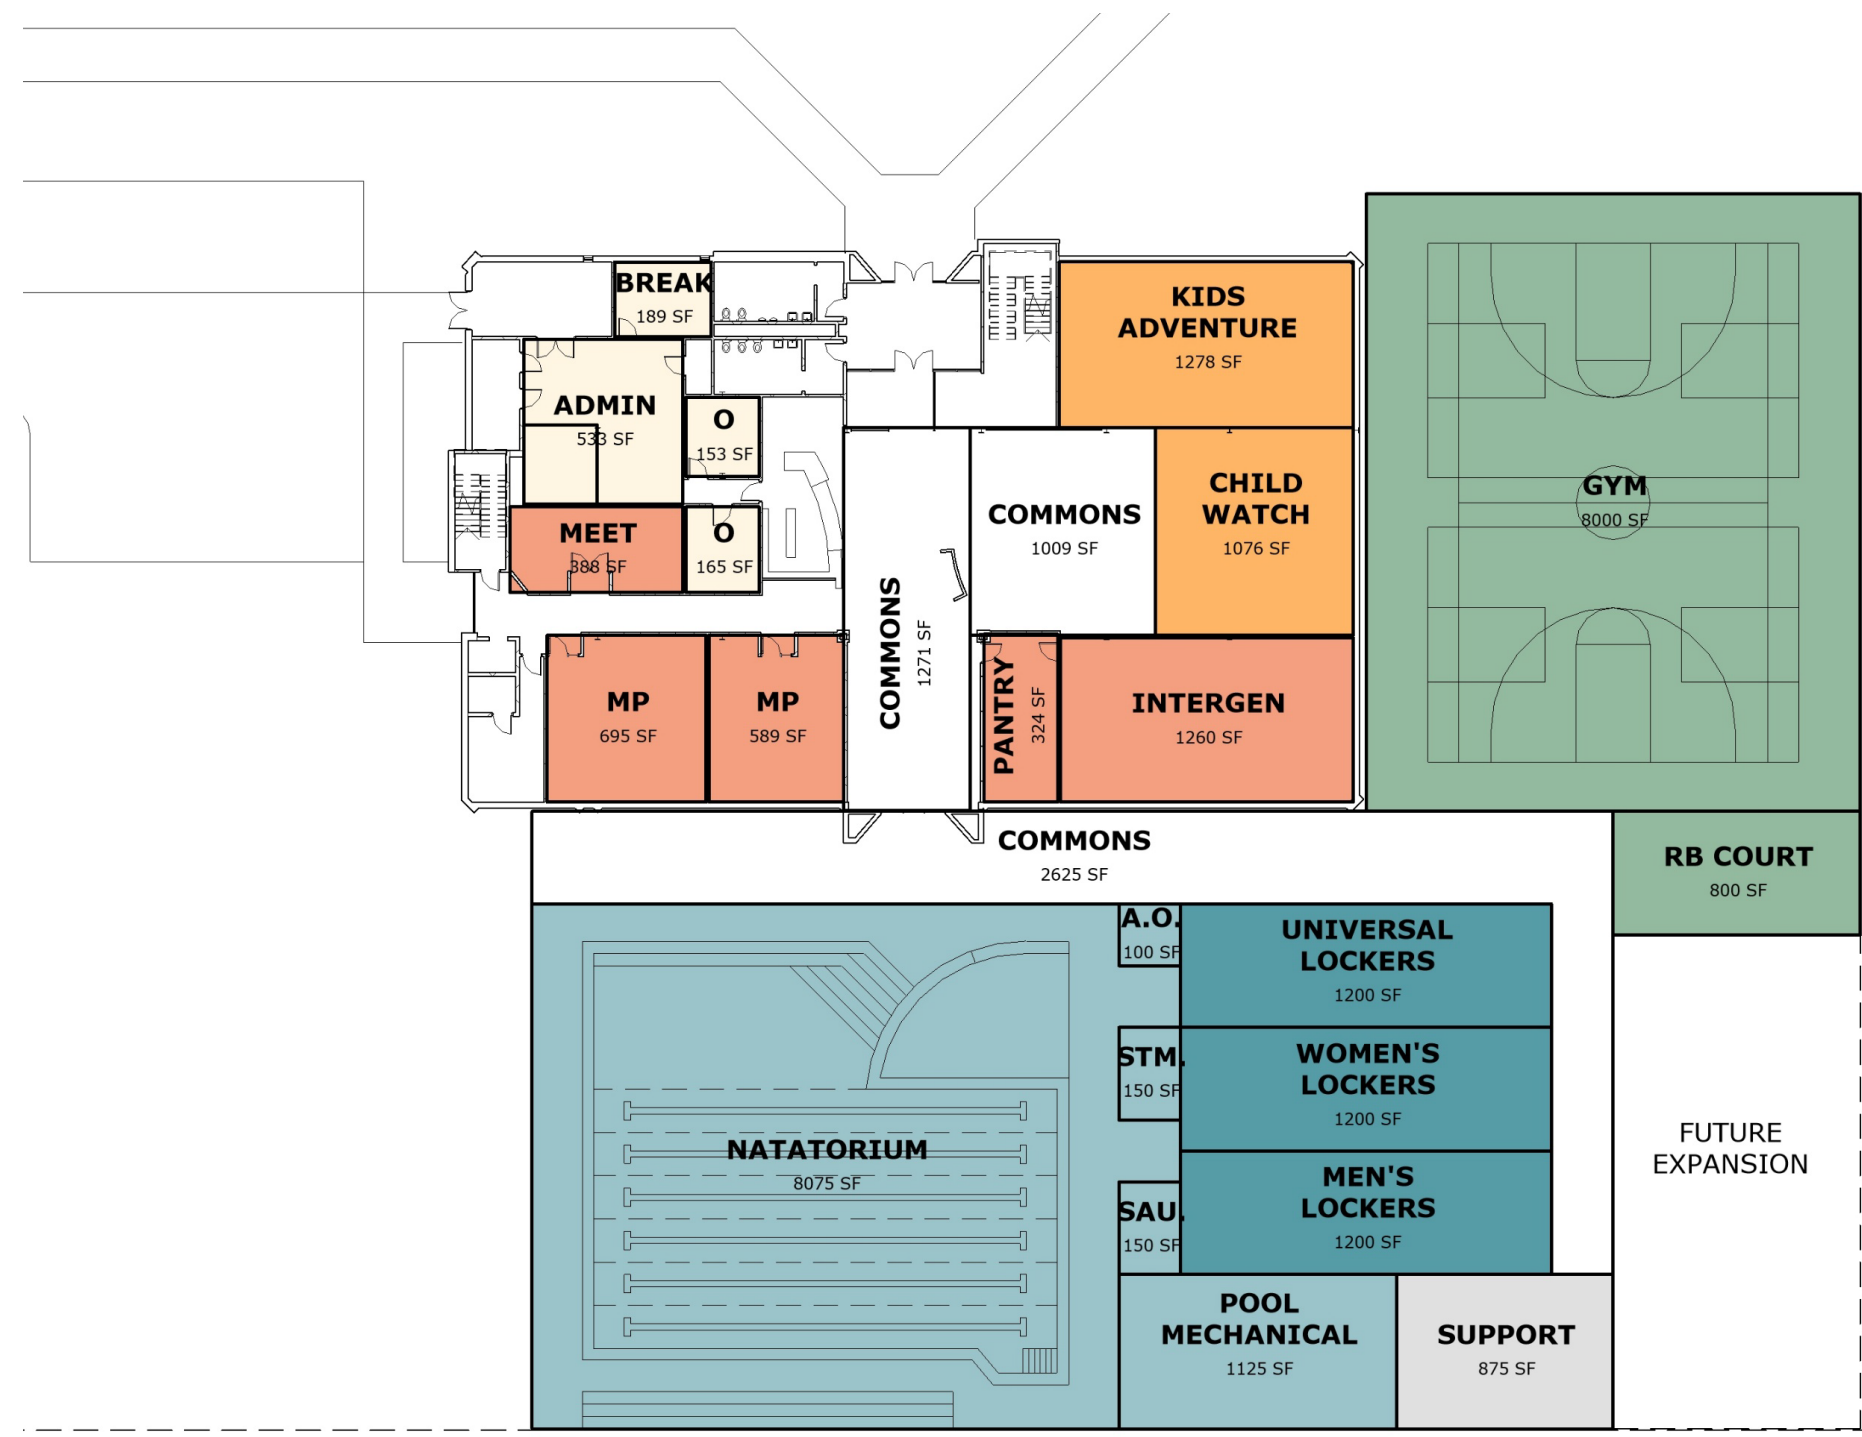 BREAK
189 SF
KIDS
ADVENTURE
1278 SF
ADMIN
533 SF
O
153 SF
MEET
388 SF
O
165 SF
COMMONS
1009 SF
CHILD
WATCH
1076 SF
GYM
8000 SF
COMMONS
1271 SF
MP
695 SF
MP
589 SF
PANTRY
324 SF
INTERGEN
1260 SF
COMMONS
2625 SF
RB COURT
800 SF
A.O.
100 SF
UNIVERSAL
LOCKERS
1200 SF
STM.
150 SF
WOMEN'S
LOCKERS
1200 SF
NATATORIUM
8075 SF
SAU.
150 SF
MEN'S
LOCKERS
1200 SF
FUTURE
EXPANSION
POOL
MECHANICAL
1125 SF
SUPPORT
875 SF